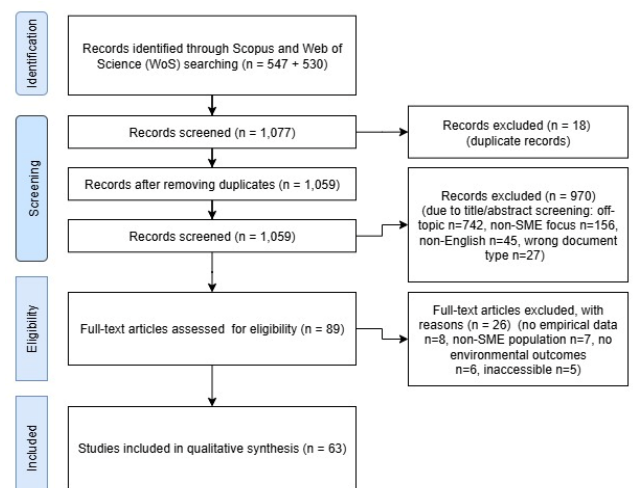 Identification
Records identified through Scopus and Web of
Science (WoS) searching (n = 547 + 530)
Screening
Records screened (n = 1,077)
Records excluded (n = 18)
(duplicate records)
Records after removing duplicates (n = 1,059)
Records screened (n = 1,059)
Records excluded (n = 970)
(due to title/abstract screening: off-
topic n=742, non-SME focus n=156,
non-English n=45, wrong document
type n=27)
Eligibility
Full-text articles assessed for eligibility (n = 89)
Full-text articles excluded, with
reasons (n = 26) (no empirical data
n=8, non-SME population n=7, no
environmental outcomes
n=6, inaccessible n=5)
Included
Studies included in qualitative synthesis (n = 63)